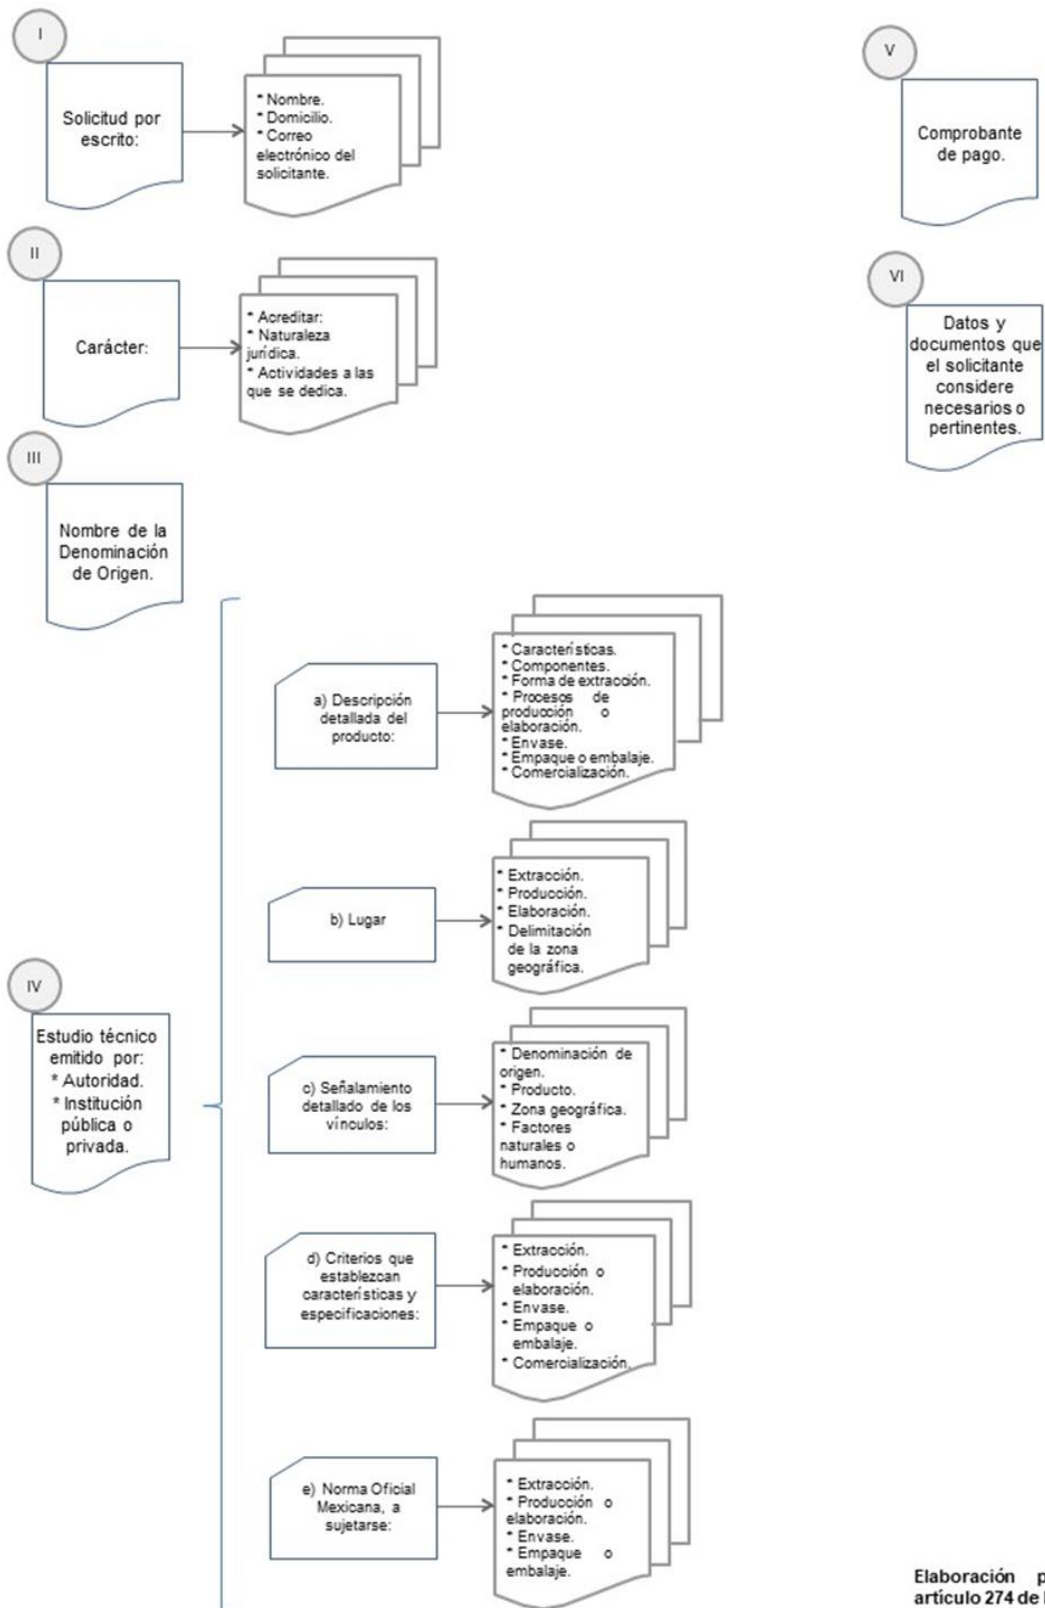 I
Solicitud por
escrito:
* Nombre.
* Domicilio.
* Correo
electrónico del
solicitante.
II
Carácter:
* Acreditar:
* Naturaleza
jurídica.
* Actividades a las
que se dedica.
III
Nombre de la
Denominación
de Origen.
IV
Estudio técnico
emitido por:
* Autoridad.
* Institución
pública o
privada.
a) Descripción
detallada del
producto:
* Características.
* Componentes.
* Forma de extracción.
* Procesos de
producción o
elaboración.
* Envase.
* Empaque o embalaje.
* Comercialización.
b) Lugar
* Extracción.
* Producción.
* Elaboración.
* Delimitación
de la zona
geográfica.
c) Señalamiento
detallado de los
vínculos:
* Denominación de
origen.
* Producto.
* Zona geográfica.
* Factores
naturales o
humanos.
d) Criterios que
establezcan
características y
especificaciones:
* Extracción.
* Producción o
elaboración.
* Envase.
* Empaque o
embalaje.
* Comercialización.
e) Norma Oficial
Mexicana, a
sujetarse:
* Extracción.
* Producción o
elaboración.
* Envase.
* Empaque o
embalaje.
V
Comprobante
de pago.
VI
Datos y
documentos que
el solicitante
considere
necesarios o
pertinentes.
Elaboración
artículo 274 de